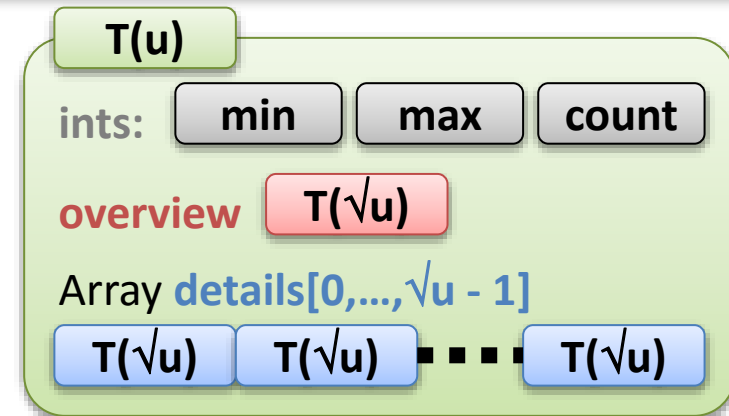 T(u)
ints: min max count
overview T(√u)
Array details[0,...,√u - 1]
T(√u) T(√u) T(√u)